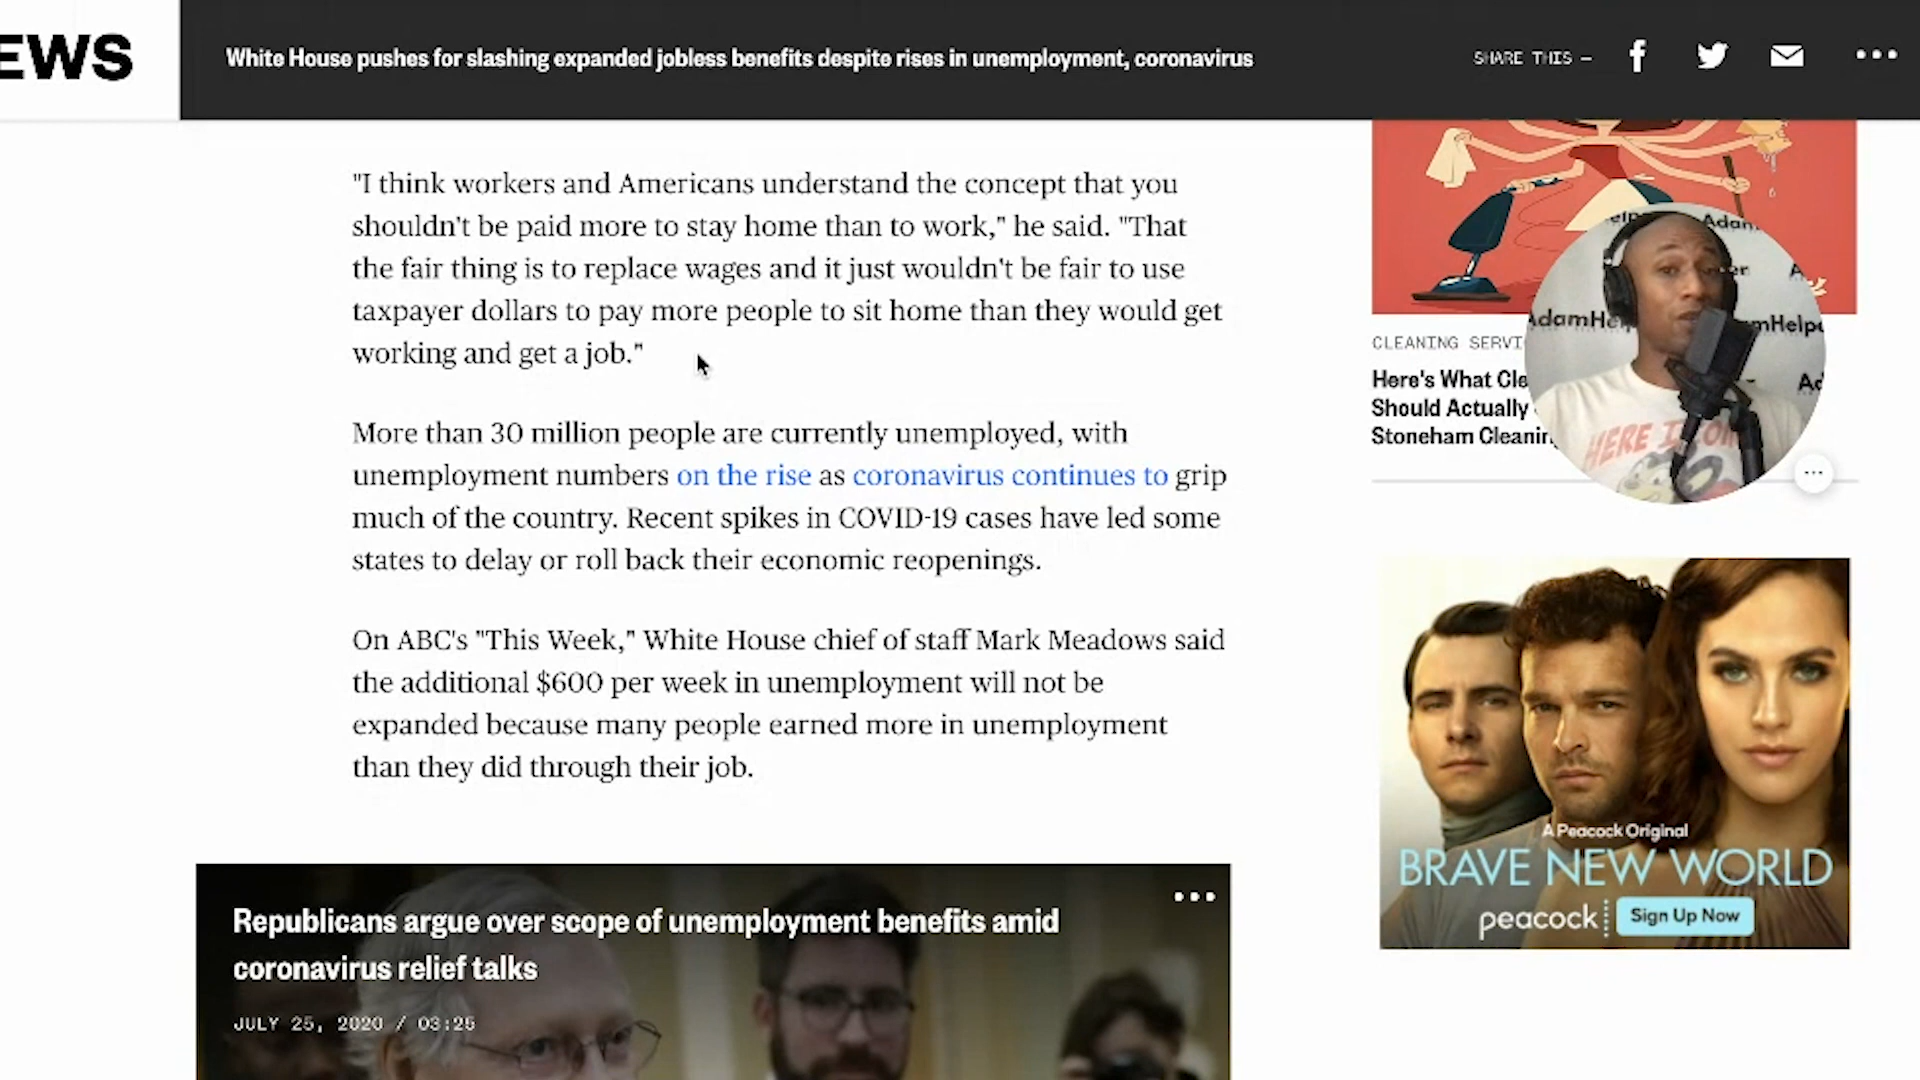 EWS
White House pushes for slashing expanded jobless benefits despite rises in unemployment, coronavirus
SHARE THIS —
"I think workers and Americans understand the concept that you
shouldn't be paid more to stay home than to work," he said. "That
the fair thing is to replace wages and it just wouldn't be fair to use
taxpayer dollars to pay more people to sit home than they would get
working and get a job."
More than 30 million people are currently unemployed, with
unemployment numbers on the rise as coronavirus continues to grip
much of the country. Recent spikes in COVID-19 cases have led some
states to delay or roll back their economic reopenings.
On ABC's "This Week," White House chief of staff Mark Meadows said
the additional $600 per week in unemployment will not be
expanded because many people earned more in unemployment
than they did through their job.
Republicans argue over scope of unemployment benefits amid
coronavirus relief talks
JULY 25, 2020 / 03:25
CLEANING SERVI
Here's What Cle
Should Actually
Stoneham Cleanin
Adam
AdamHel
mHelpe
HERE I
A Peacock Original
BRAVE NEW WORLD
peacock
Sign Up Now